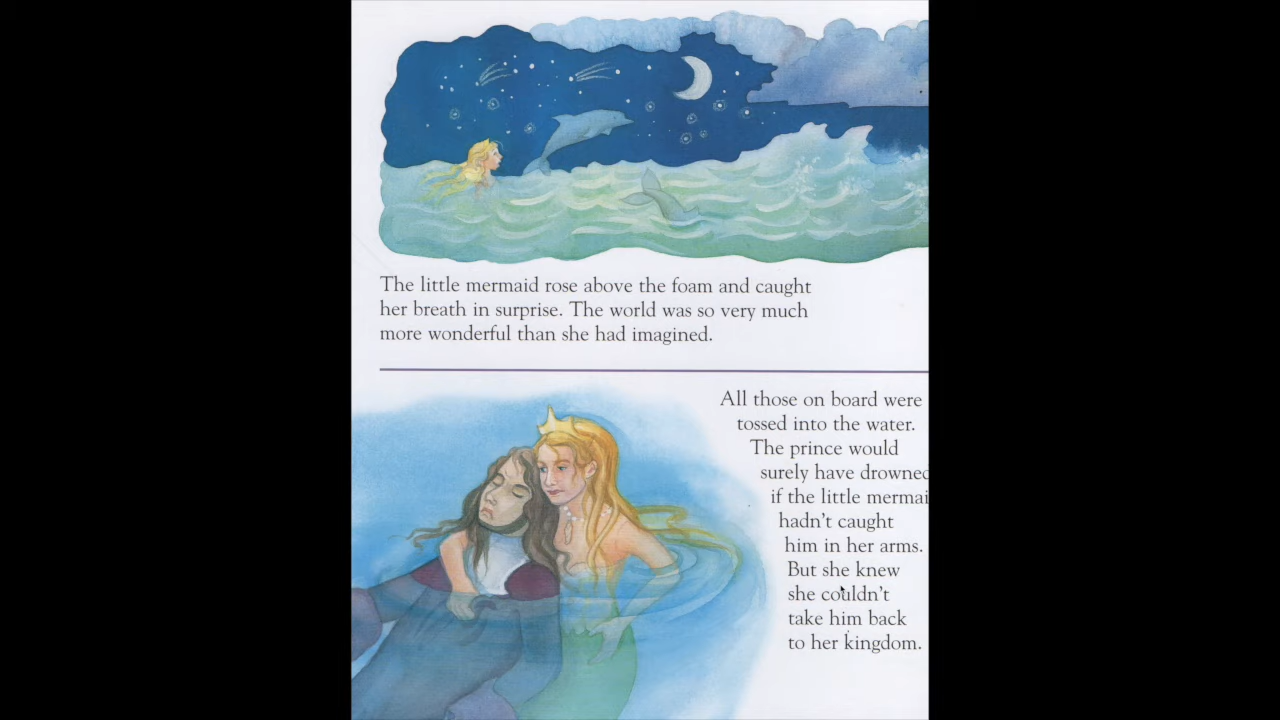 The little mermaid rose above the foam and caught
her breath in surprise. The world was so very much
more wonderful than she had imagined.
All those on board were
tossed into the water.
The prince would
surely have drowned
if the little mermai
hadn't caught
him in her arms.
But she knew
she couldn't
take him back
to her kingdom.